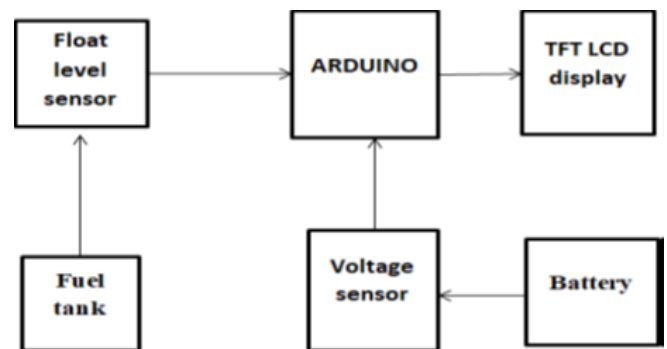 Float
level
sensor
ARDUINO
TFT LCD
display
Fuel
tank
Voltage
sensor
Battery